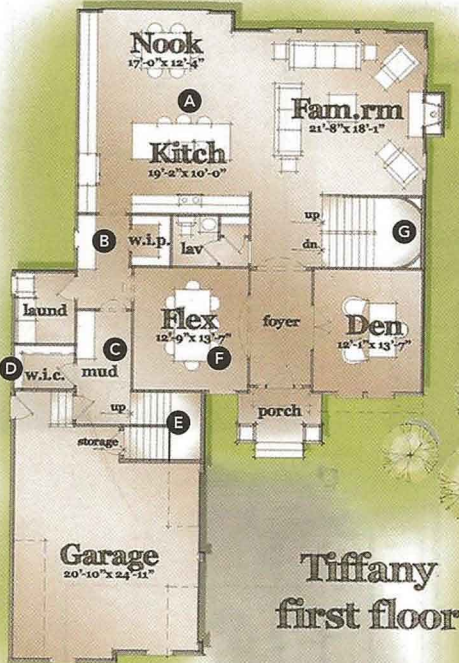 Nook
17'-0" x 12'-4"
A
Fam.rm
21'-8" x 18'-1"
Kitch
19'-2" x 10'-0"
up
G
B
w.i.p.
lav
dn.
laund
Flex
12'-9" x 13'-7"
foyer
Den
12'-1" x 13'-7"
C
F
D
w.i.c.
mud
up
E
porch
storage
Garage
20'-10" x 24'-11"
Tiffany
first floor